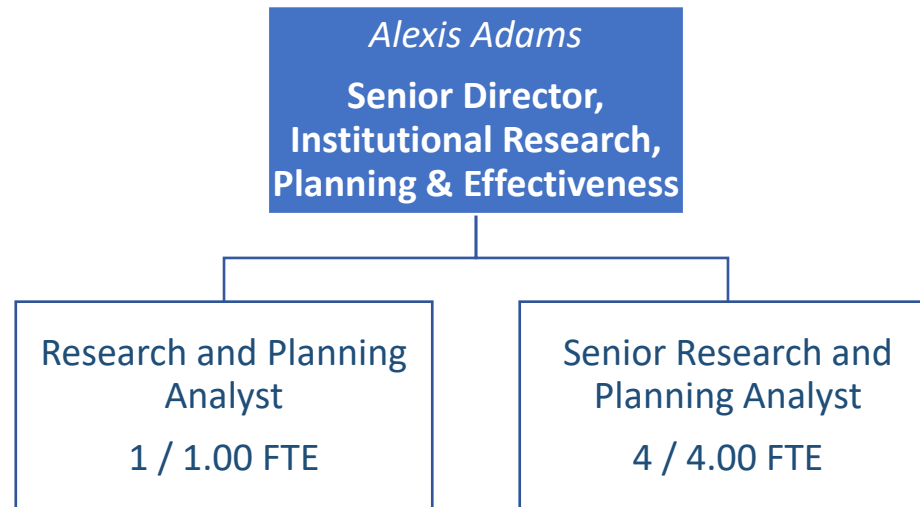 Alexis Adams
Senior Director,
Institutional Research,
Planning & Effectiveness
Research and Planning
Analyst
1 / 1.00 FTE
Senior Research and
Planning Analyst
4 / 4.00 FTE